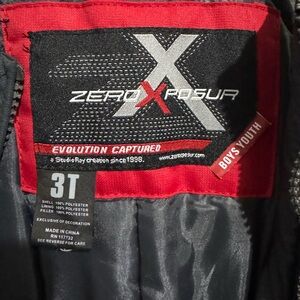 X
ZEROXPOSUR
EVOLUTION CAPTURED
a Studio Ray creation since 1998.
www.zeroxposur.com
BOYS YOUTH
3T
SHELL 100% POLYESTER
LINING 100% POLYESTER
FILLER 100% POLYESTER
EXCLUSIVE OF DECORATION
MADE IN CHINA
SEE REVERSE FOR CARE